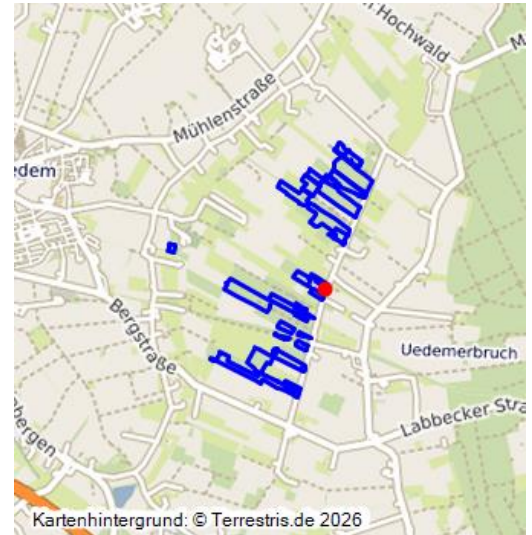 Hochwald
Mühlenstraße
edem
Bergstraße
Uedemerbruch
Labbecker Stra
bergen
Kartenhintergrund: © Terrestris.de 2026